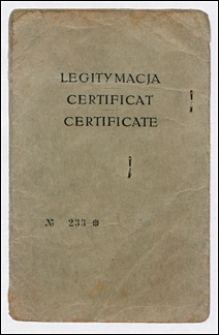 LEGITYMACJA
CERTIFICAT
CERTIFICATE
№ 233